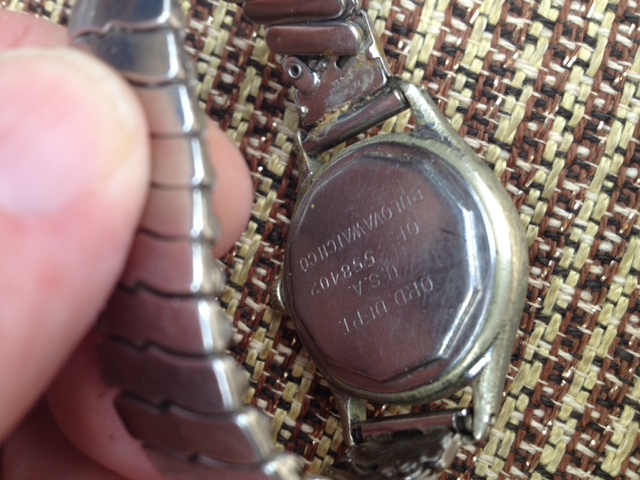 ORD. DEPT.
U.S.A.
OF 558402
BULOVA WATCH CO